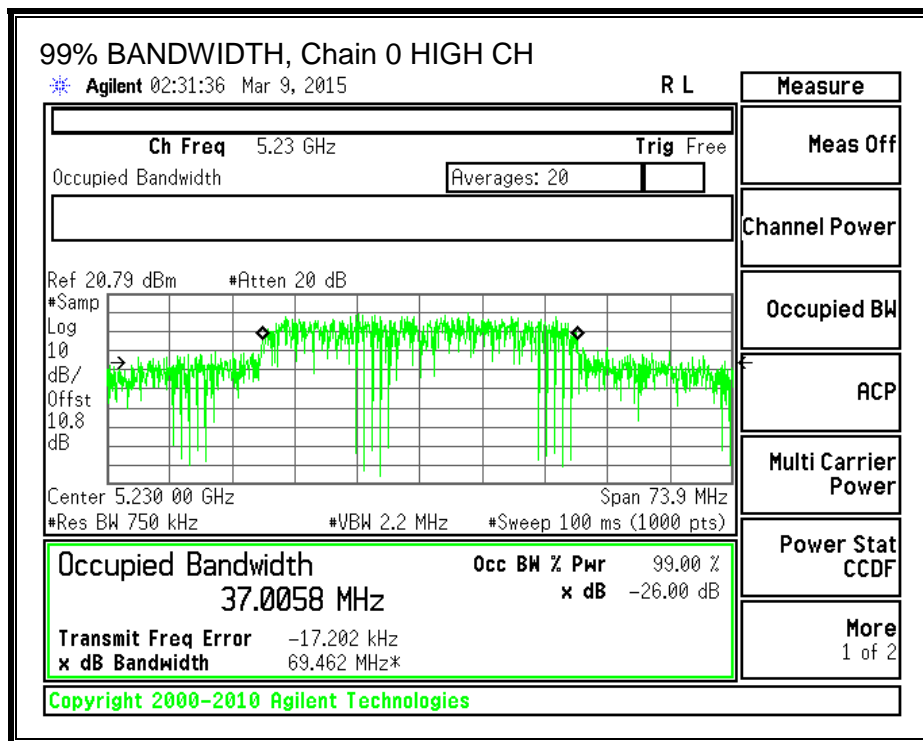 99% BANDWIDTH, Chain 0 HIGH CH
Agilent 02:31:36 Mar 9, 2015 R L
Measure
Ch Freq 5.23 GHz Trig Free
Occupied Bandwidth Averages: 20
Meas Off
Channel Power
Occupied BW
ACP
Multi Carrier
Power
Power Stat
CCDF
More
1 of 2
Ref 20.79 dBm #Atten 20 dB
#Samp
Log
10
dB/
Offst
10.8
dB
Center 5.230 00 GHz Span 73.9 MHz
#Res BW 750 kHz #VBW 2.2 MHz #Sweep 100 ms (1000 pts)
Occupied Bandwidth Occ BW % Pwr 99.00 %
37.0058 MHz x dB -26.00 dB
Transmit Freq Error -17.202 kHz
x dB Bandwidth 69.462 MHz*
Copyright 2000-2010 Agilent Technologies